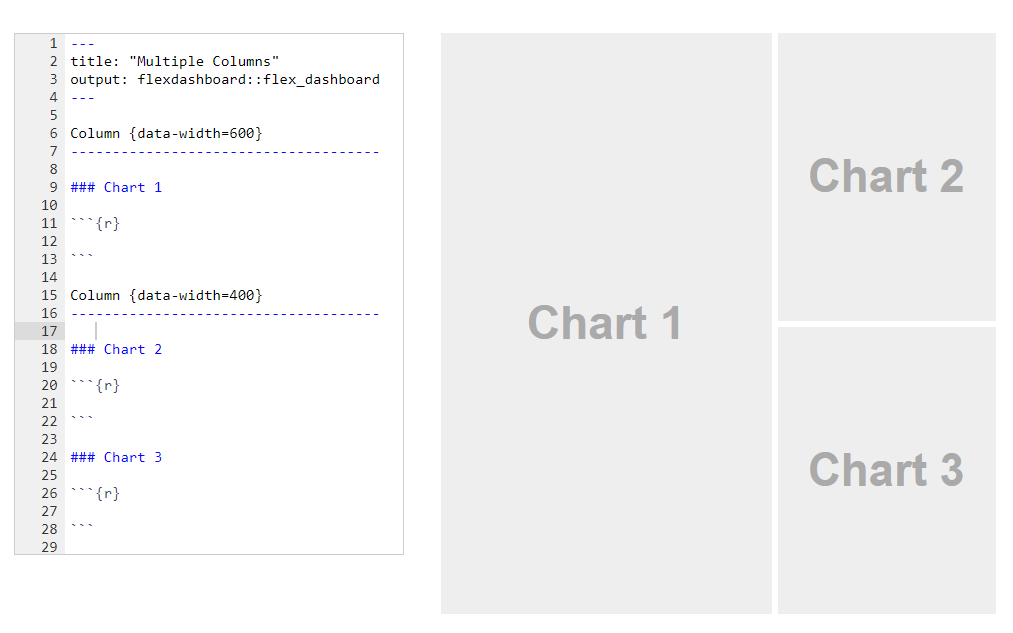 1 ---
2 title: "Multiple Columns"
3 output: flexdashboard::flex_dashboard
4 ---
5
6 Column {data-width=600}
7 -------------------------------------
8
9 ### Chart 1
10
11 ```{r}
12
13 ```
14
15 Column {data-width=400}
16 -------------------------------------
17
18 ### Chart 2
19
20 ```{r}
21
22 ```
23
24 ### Chart 3
25
26 ```{r}
27
28 ```
29
Chart 1
Chart 2
Chart 3